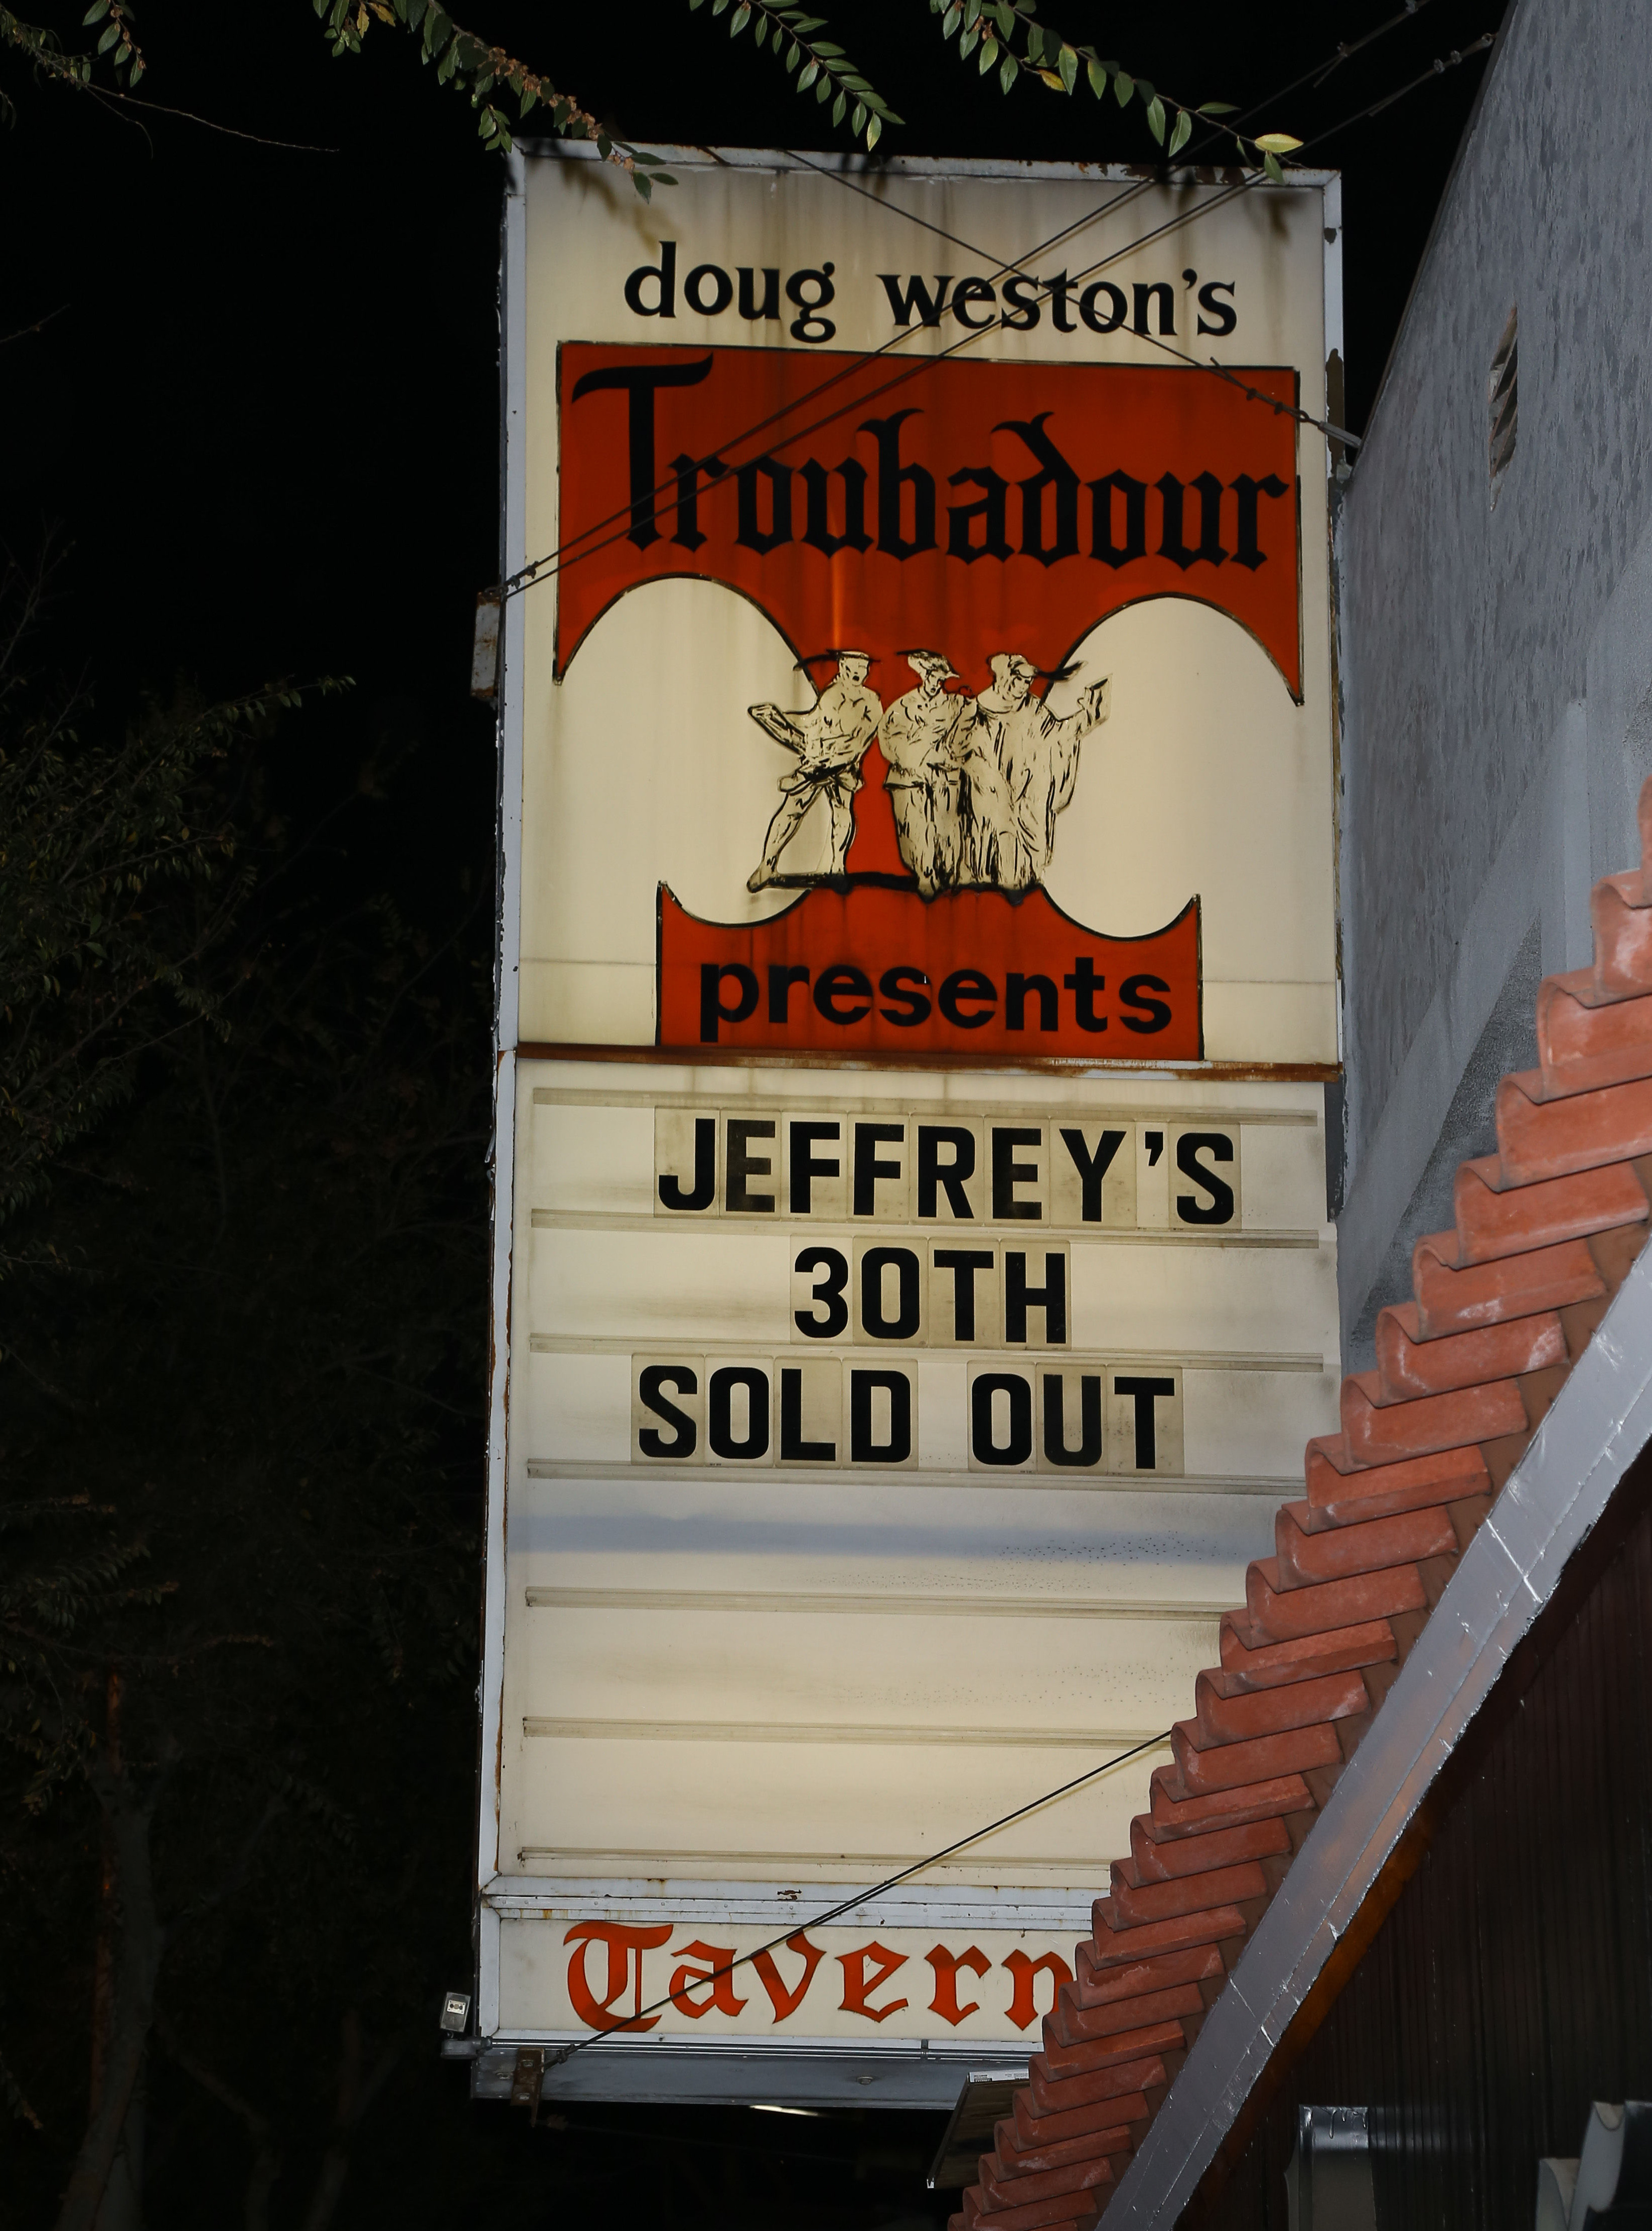 doug weston's
Troubadour
presents
JEFFREY'S
30TH
SOLD OUT
Tavern